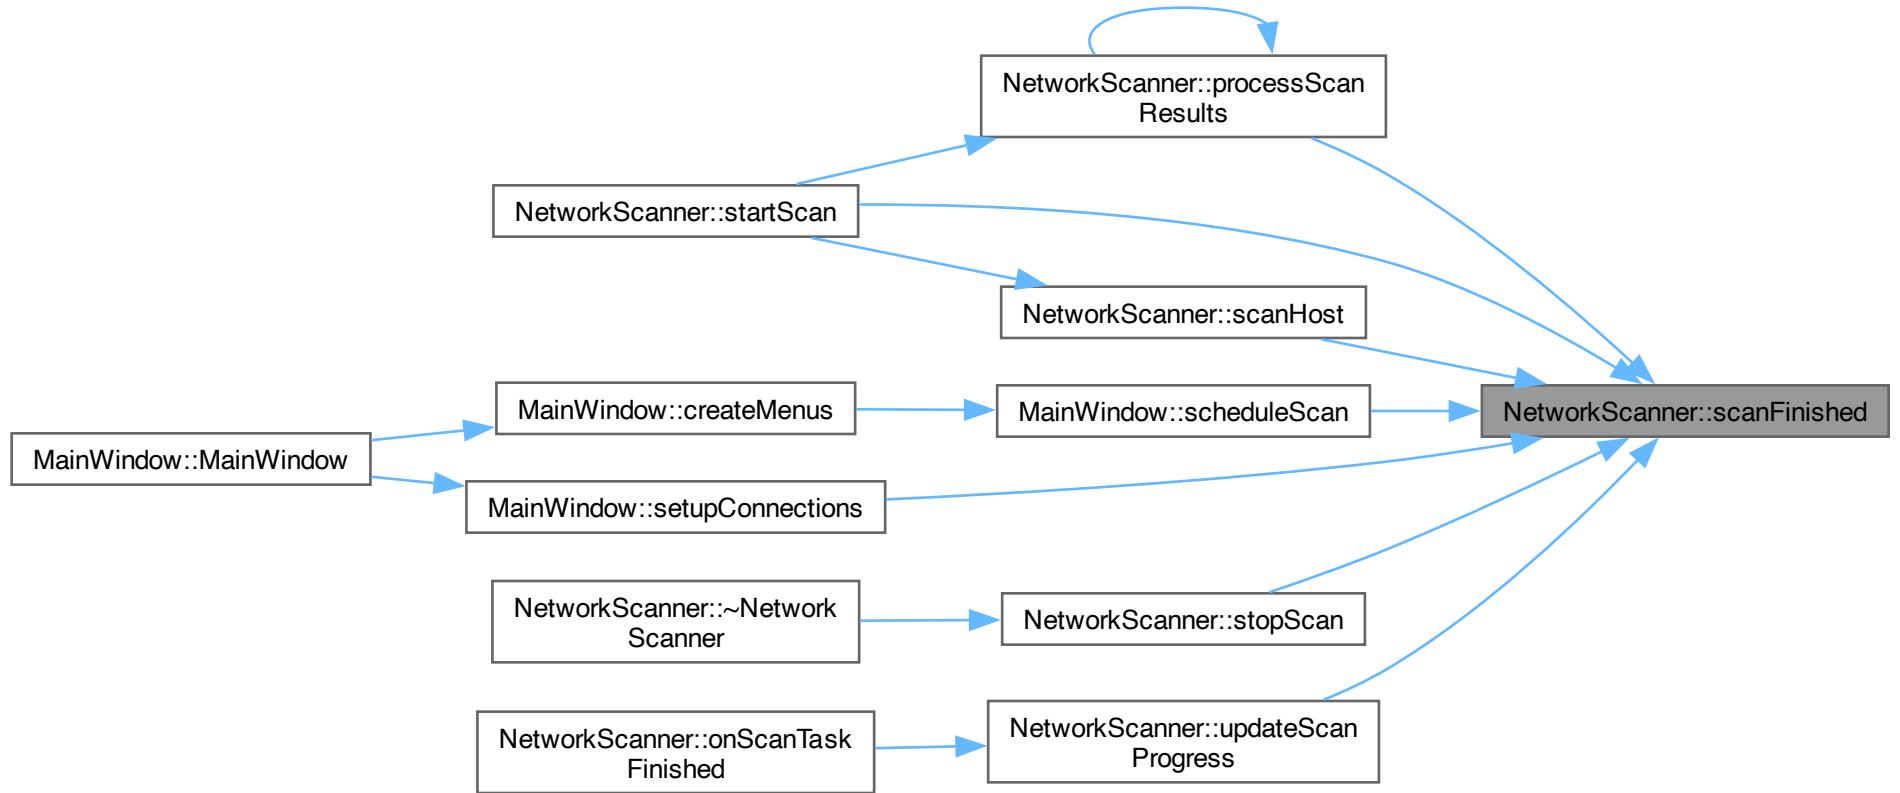 NetworkScanner::processScan
Results
NetworkScanner::startScan
NetworkScanner::scanHost
MainWindow::createMenus
MainWindow::scheduleScan
NetworkScanner::scanFinished
MainWindow::MainWindow
MainWindow::setupConnections
NetworkScanner::~Network
Scanner
NetworkScanner::stopScan
NetworkScanner::updateScan
Progress
NetworkScanner::onScanTask
Finished